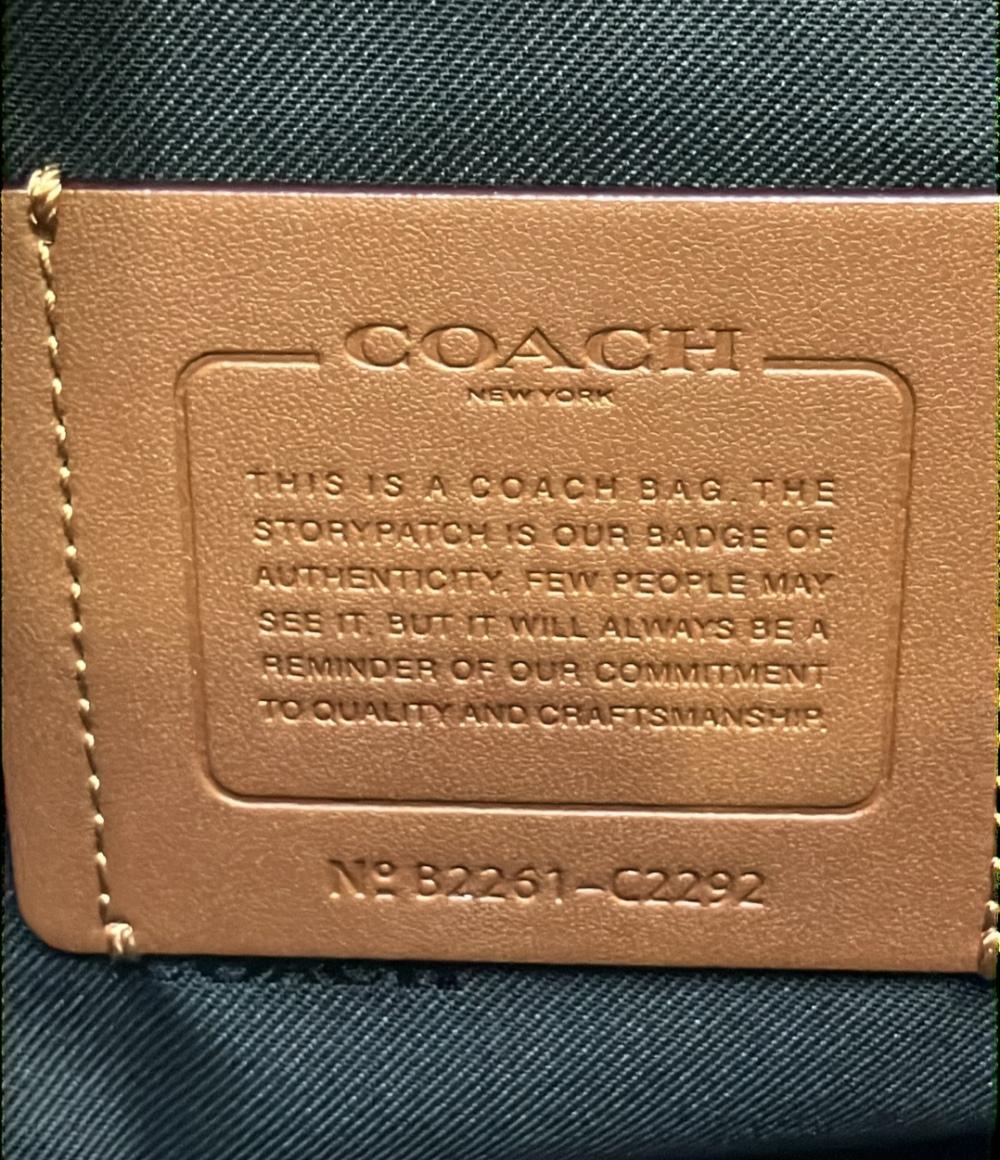 COACH
NEW YORK
THIS IS A COACH BAG. THE
STORYPATCH IS OUR BADGE OF
AUTHENTICITY. FEW PEOPLE MAY
SEE IT. BUT IT WILL ALWAYS BE A
REMINDER OF OUR COMMITMENT
TO QUALITY AND CRAFTSMANSHIP.
Nº B2261-C2292